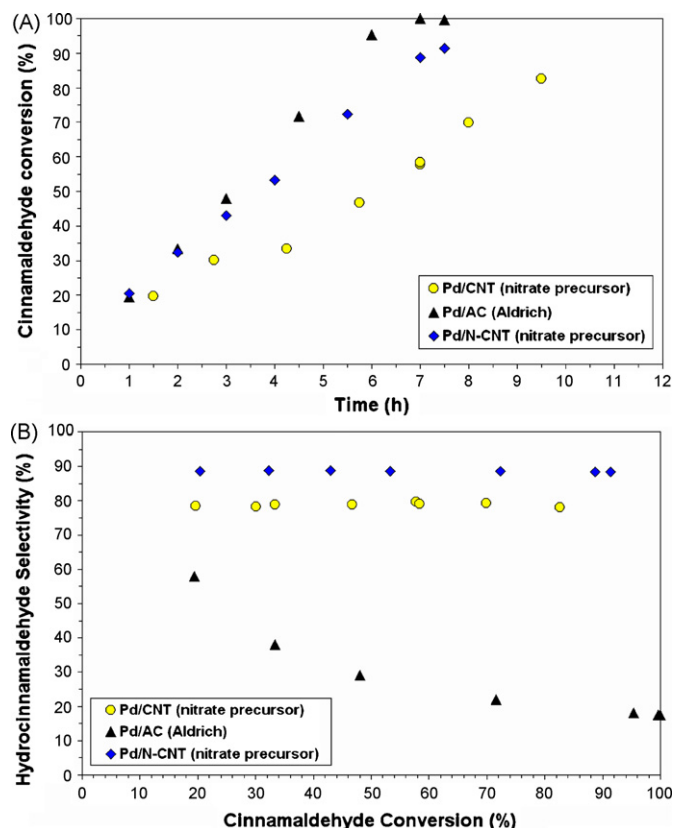 (A)
100
90
80
70
60
50
40
30
20
10
0
Cinnamaldehyde conversion (%)
Pd/CNT (nitrate precursor)
Pd/AC (Aldrich)
Pd/N-CNT (nitrate precursor)
0 1 2 3 4 5 6 7 8 9 10 11 12
Time (h)
(B)
100
90
80
70
60
50
40
30
20
10
0
Hydrocinnamaldehyde Selectivity (%)
Pd/CNT (nitrate precursor)
Pd/AC (Aldrich)
Pd/N-CNT (nitrate precursor)
0 10 20 30 40 50 60 70 80 90 100
Cinnamaldehyde Conversion (%)